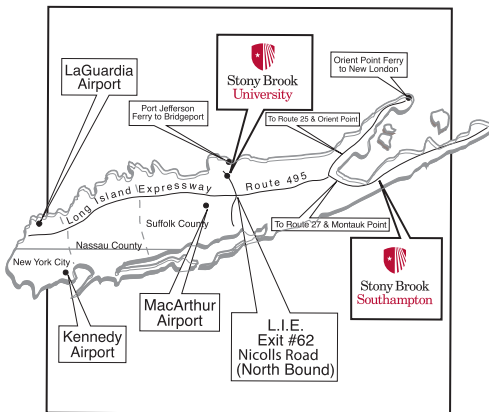 Orient Point Ferry
to New London
Stony Brook
University
LaGuardia
Airport
Port Jefferson
Ferry to Bridgeport
To Route 25 & Orient Point
Long Island Expressway Route 495
Suffolk County
To Route 27 & Montauk Point
Nassau County
New York City
Stony Brook
Southampton
MacArthur
Airport
L.I.E.
Exit #62
Nicolls Road
(North Bound)
Kennedy
Airport